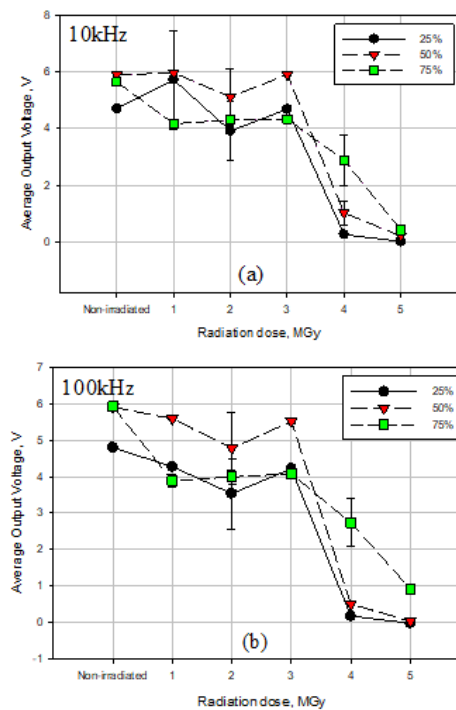 10kHz
25%
50%
75%
8
6
4
2
0
Average Output Voltage, V
(a)
Non-irradiated 1 2 3 4 5
Radiation dose, MGy
100kHz
25%
50%
75%
7
6
5
4
3
2
1
0
-1
Average Output Voltage, V
(b)
Non-irradiated 1 2 3 4 5
Radiation dose, MGy